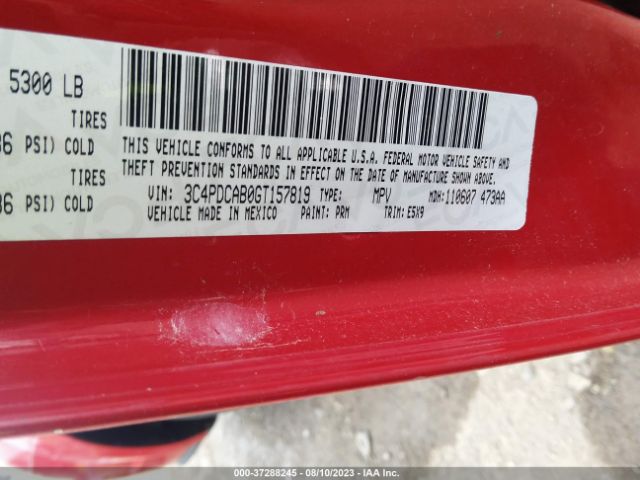 5300 LB
TIRES
36 PSI) COLD
TIRES
36 PSI) COLD
THIS VEHICLE CONFORMS TO ALL APPLICABLE U.S.A. FEDERAL MOTOR VEHICLE SAFETY AND
THEFT PREVENTION STANDARDS IN EFFECT ON THE DATE OF MANUFACTURE SHOWN ABOVE.
VIN: 3C4PDCAB0GT157819 TYPE: MPV MDH:110607 473AA
VEHICLE MADE IN MEXICO PAINT: PRM TRIM: E5X9
000-37288245 - 08/10/2023 - IAA Inc.